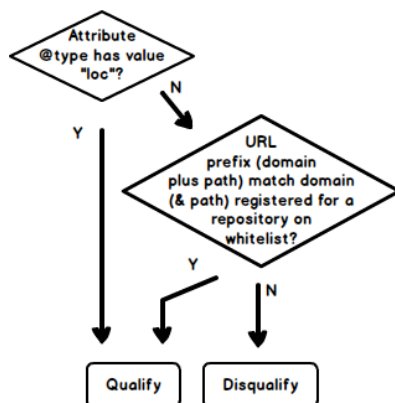 Attribute
@type has value
"loc"?
N
Y
URL
prefix (domain
plus path) match domain
(& path) registered for a
repository on
whitelist?
Y
N
Qualify
Disqualify